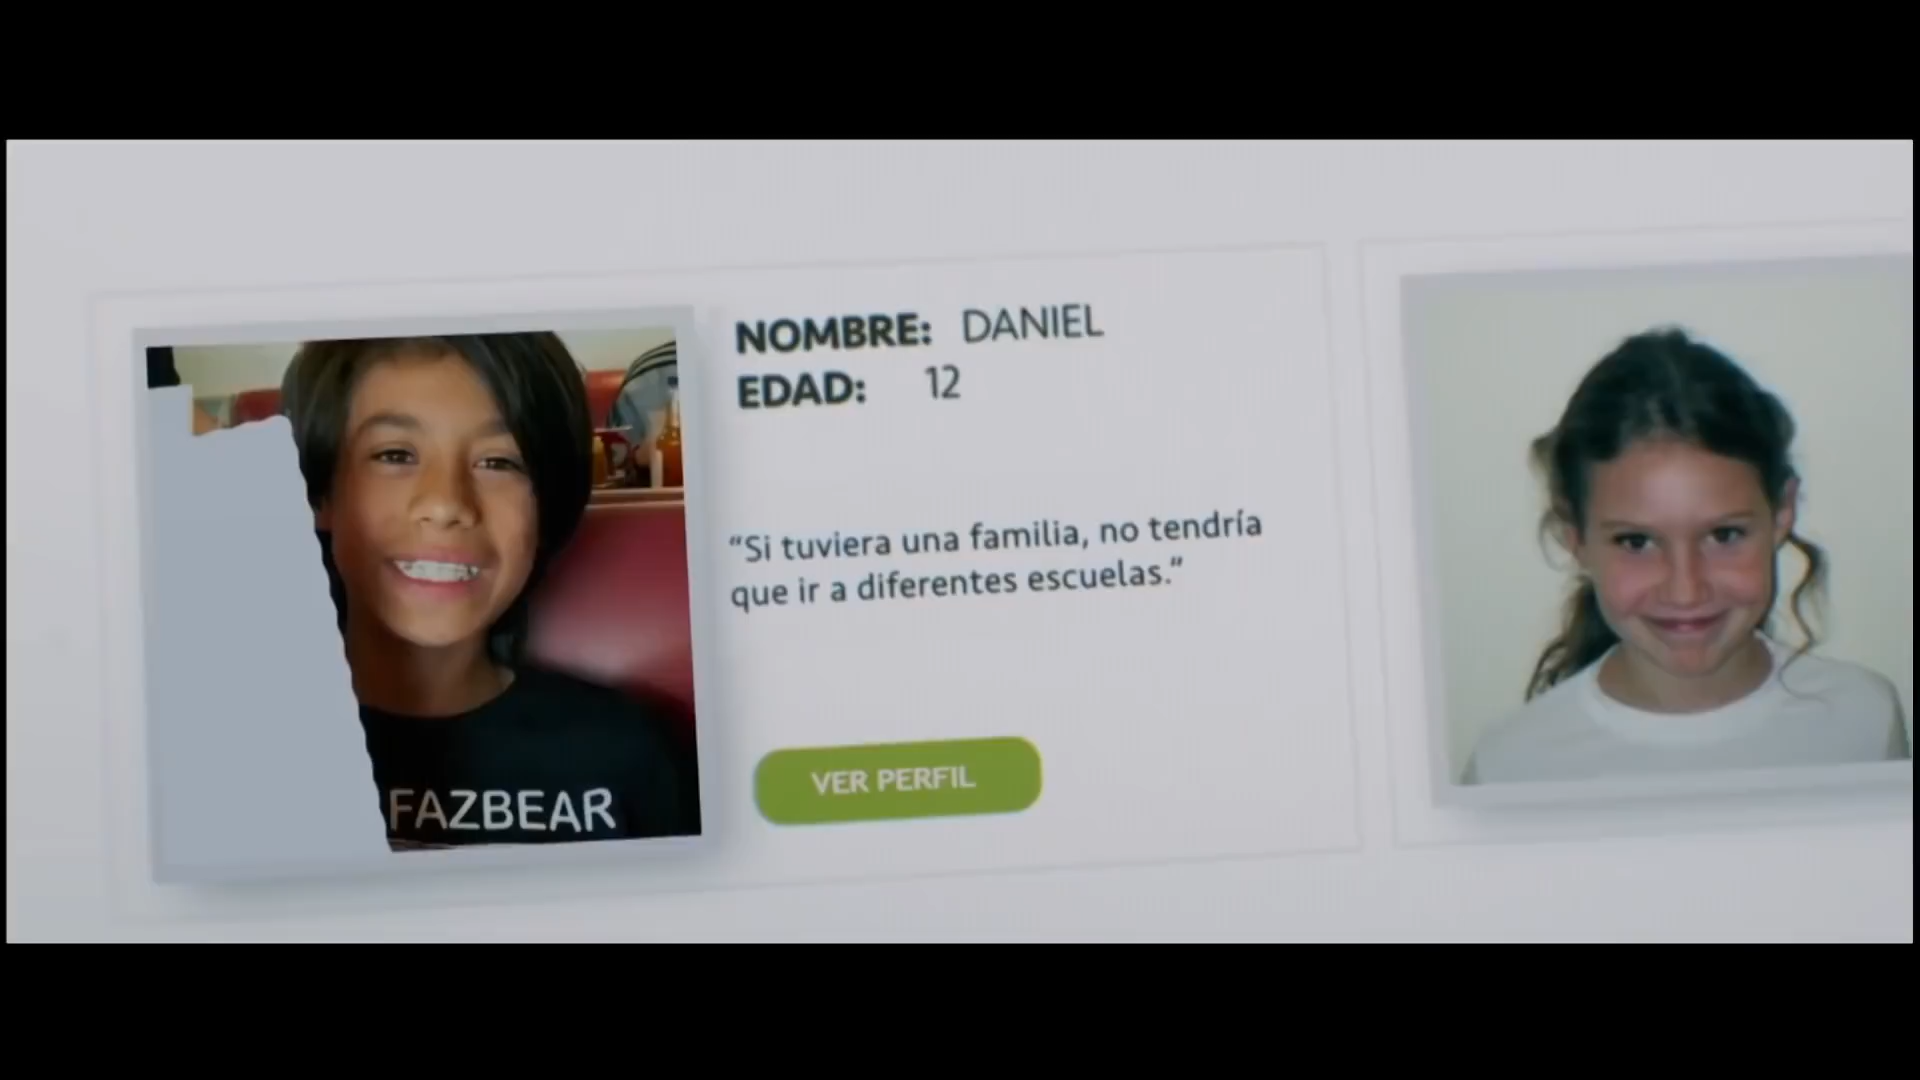 NOMBRE: DANIEL
EDAD: 12
“Si tuviera una familia, no tendría
que ir a diferentes escuelas.”
VER PERFIL
FAZBEAR